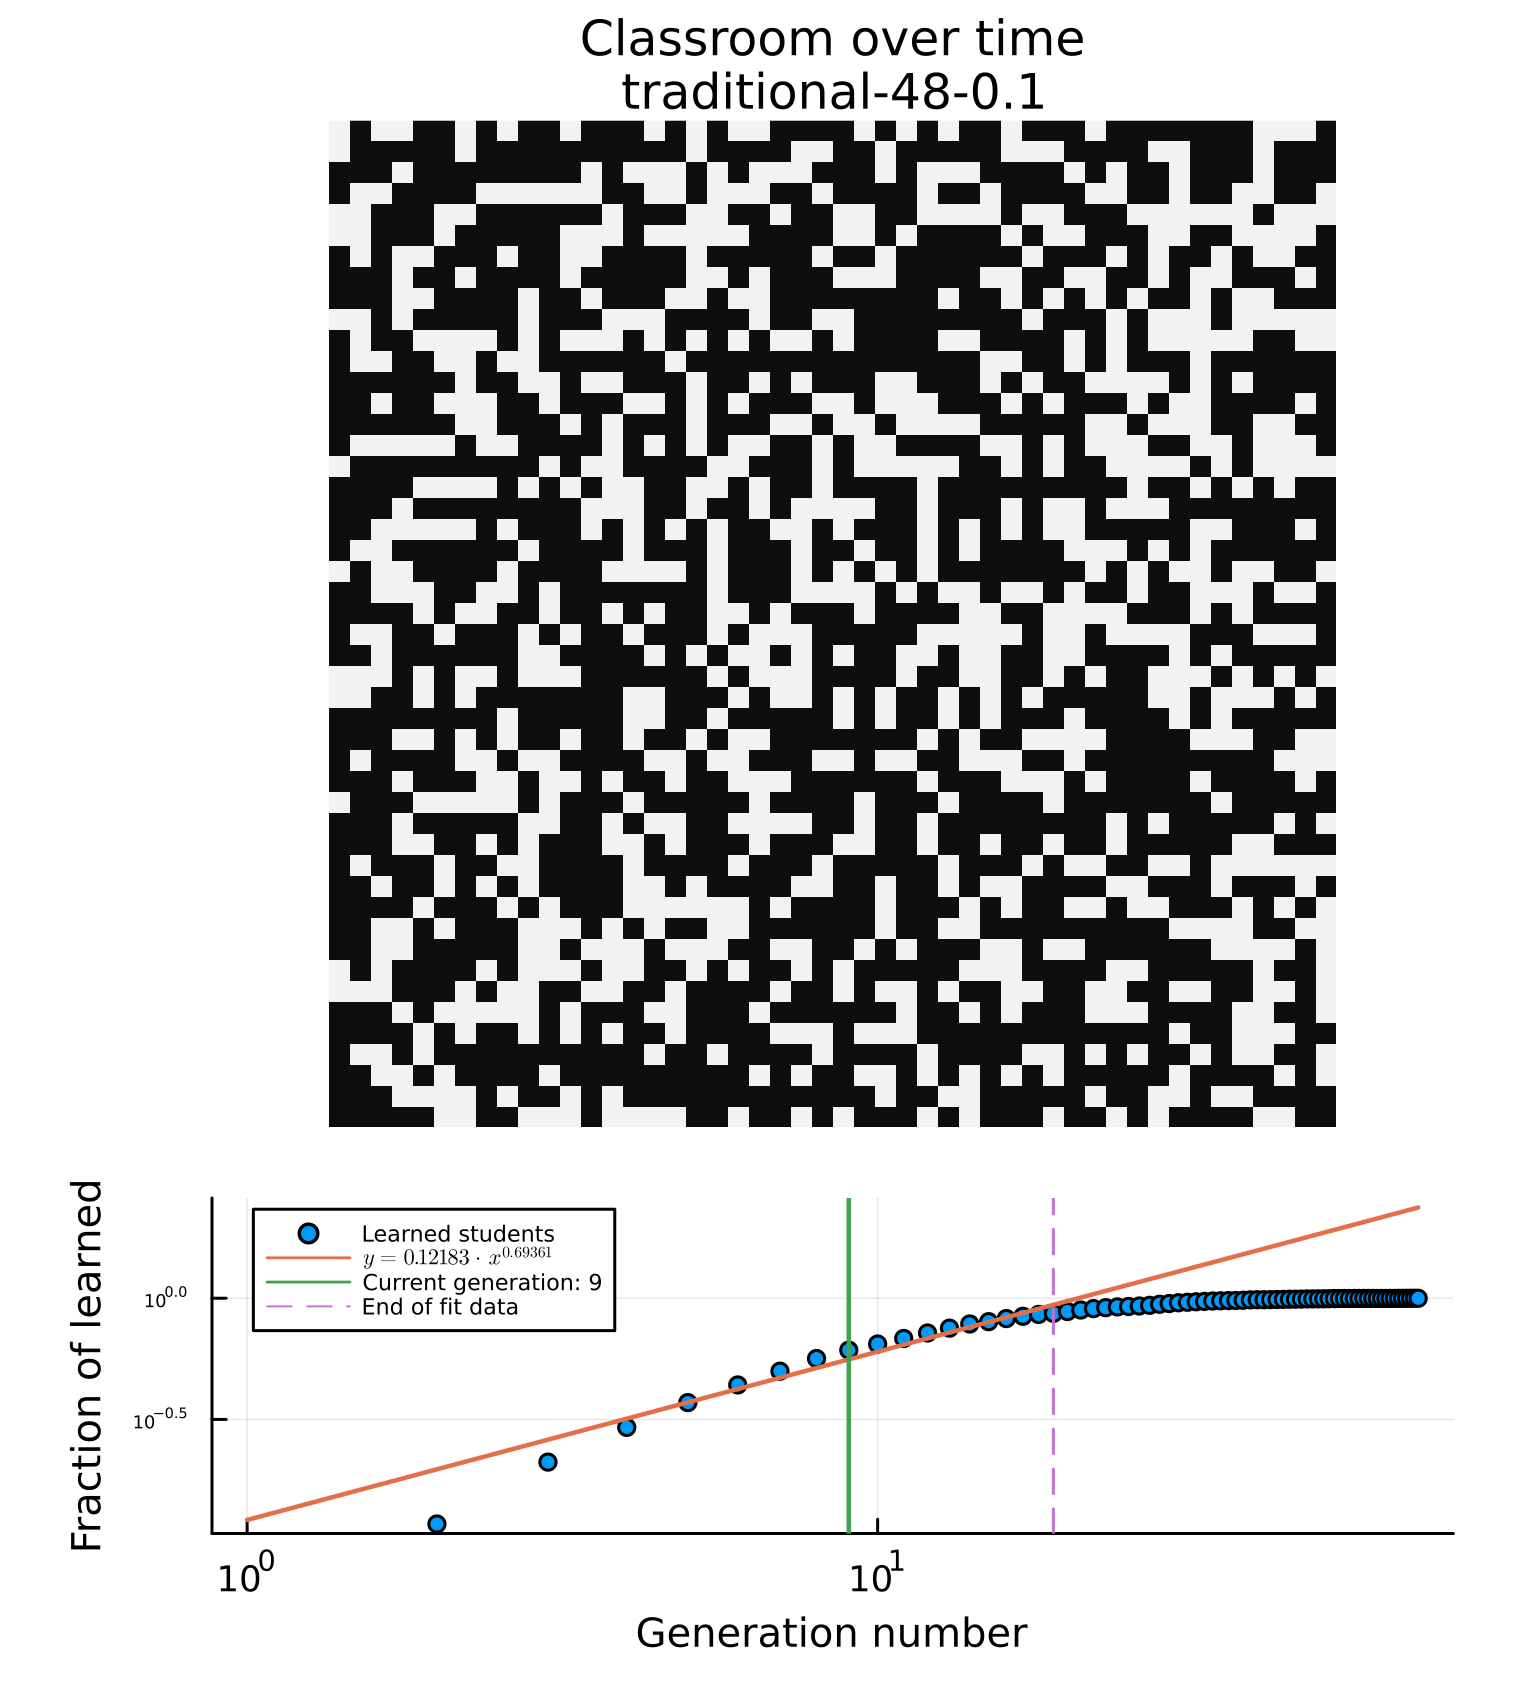 Classroom over time
traditional-48-0.1
Fraction of learned
Learned students
y = 0.12183 · x^0.69361
Current generation: 9
End of fit data
10^0.0
10^−0.5
10^0
10^1
Generation number